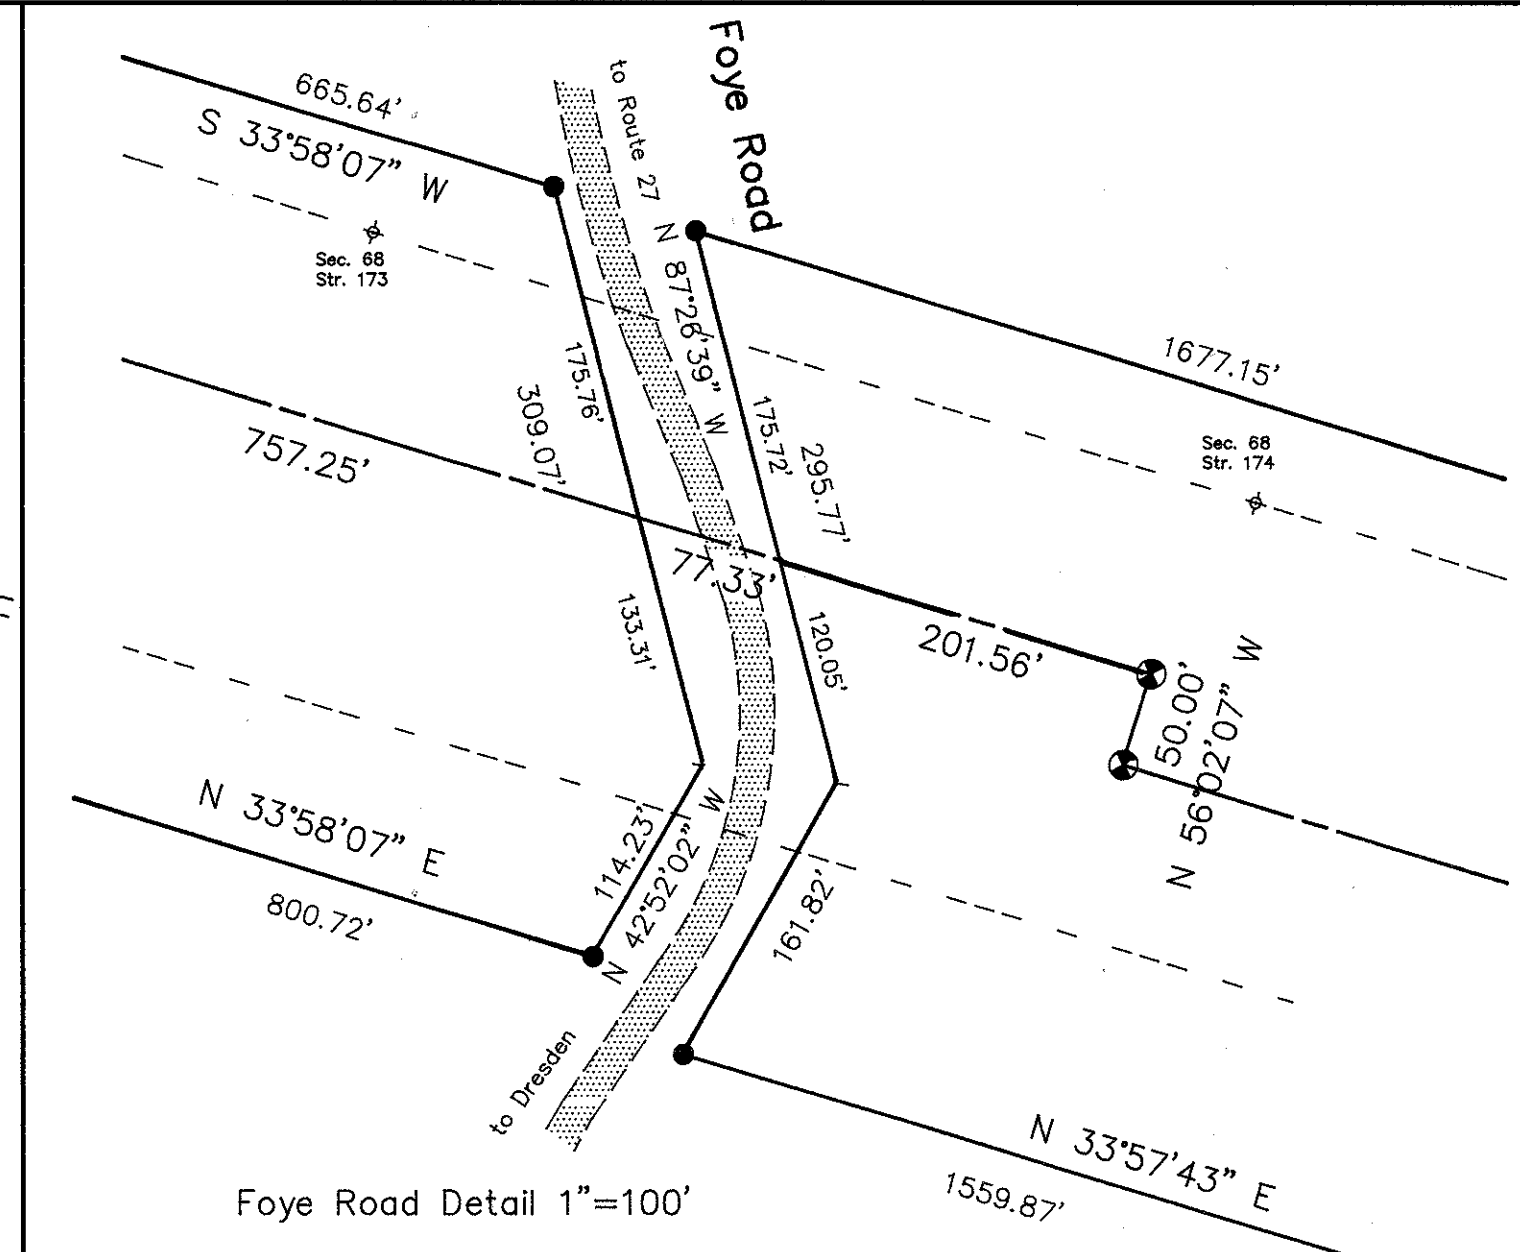 665.64'
S 33°58'07" W
Sec. 68
Str. 173
to Route 27
Foye Road
N 87°26'39" W
1677.15'
Sec. 68
Str. 174
175.76'
309.07'
175.72'
295.77'
757.25'
77.33'
201.56'
133.31'
120.05'
50.00'
N 56°02'07" W
N 33°58'07" E
800.72'
114.23'
N 42°52'02" W
161.82'
to Dresden
N 33°57'43" E
1559.87'
Foye Road Detail 1"=100'